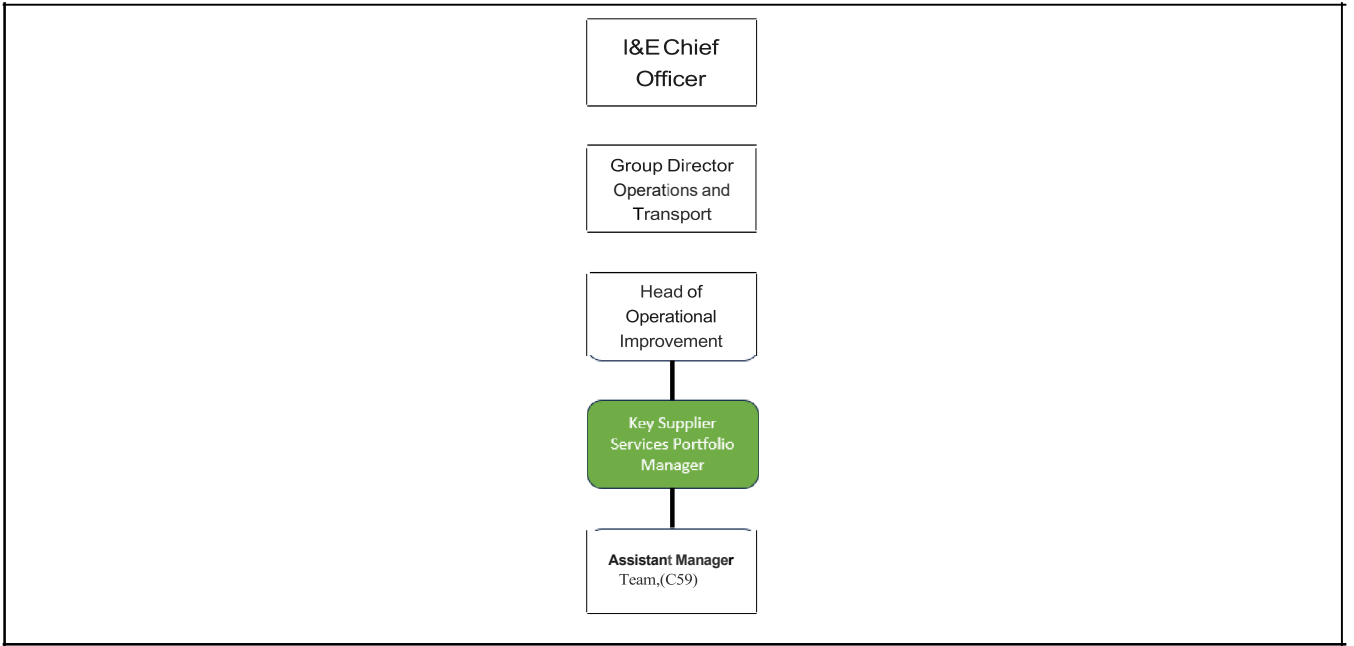 I&E Chief
Officer
Group Director
Operations and
Transport
Head of
Operational
Improvement
Key Supplier
Services Portfolio
Manager
Assistant Manager
Team,(C59)